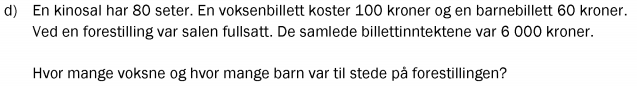 d) En kinosal har 80 seter. En voksenbillett koster 100 kroner og en barnebillett 60 kroner.
Ved en forestilling var salen fullsatt. De samlede billettinntektene var 6 000 kroner.
Hvor mange voksne og hvor mange barn var til stede på forestillingen?